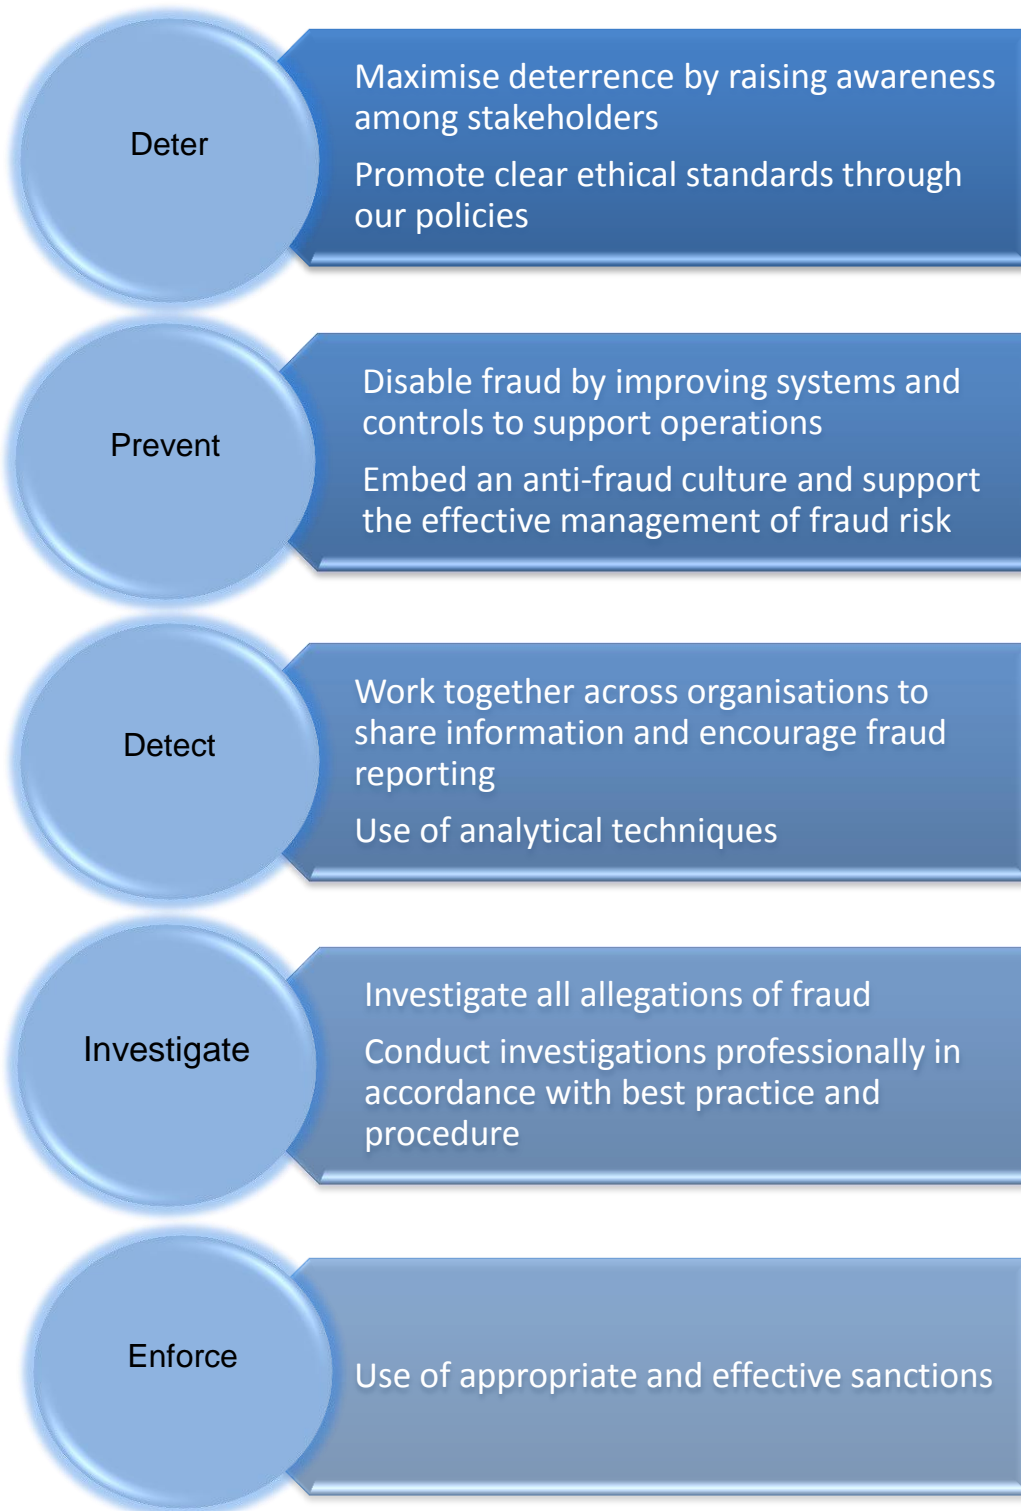 Deter
Maximise deterrence by raising awareness
among stakeholders
Promote clear ethical standards through
our policies
Prevent
Disable fraud by improving systems and
controls to support operations
Embed an anti-fraud culture and support
the effective management of fraud risk
Detect
Work together across organisations to
share information and encourage fraud
reporting
Use of analytical techniques
Investigate
Investigate all allegations of fraud
Conduct investigations professionally in
accordance with best practice and
procedure
Enforce
Use of appropriate and effective sanctions